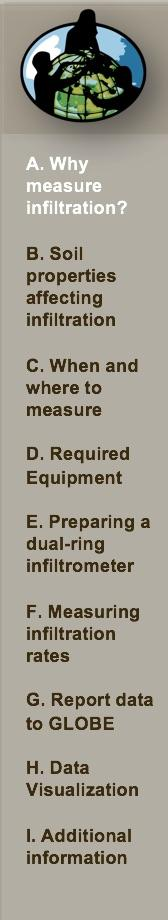 A. Why
measure
infiltration?
B. Soil
properties
affecting
infiltration
C. When and
where to
measure
D. Required
Equipment
E. Preparing a
dual-ring
infiltrometer
F. Measuring
infiltration
rates
G. Report data
to GLOBE
H. Data
Visualization
I. Additional
information